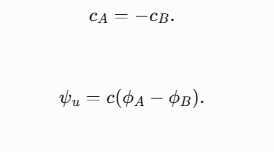 c_A = −c_B.
ψ_u = c(ϕ_A − ϕ_B).